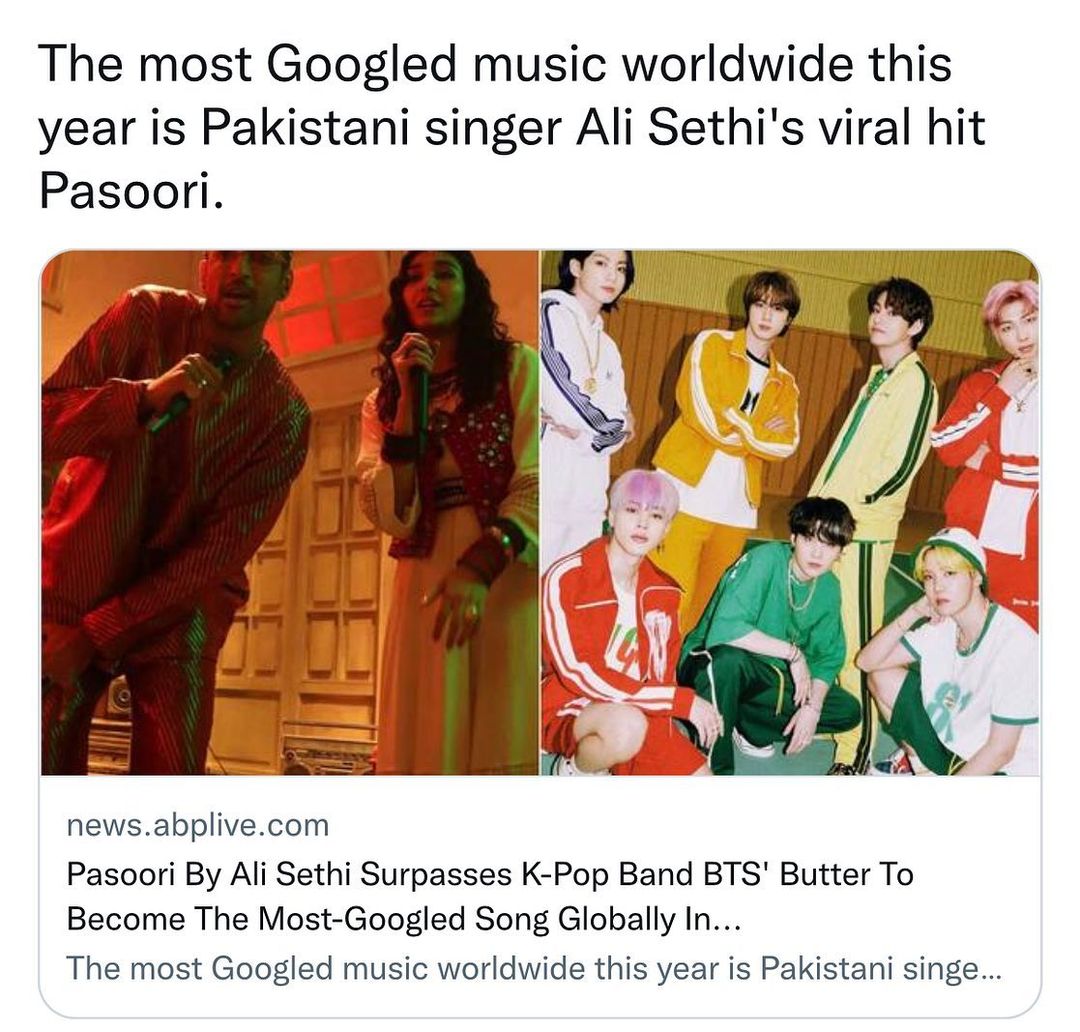 The most Googled music worldwide this
year is Pakistani singer Ali Sethi's viral hit
Pasoori.
news.abplive.com
Pasoori By Ali Sethi Surpasses K-Pop Band BTS' Butter To
Become The Most-Googled Song Globally In...
The most Googled music worldwide this year is Pakistani singe...